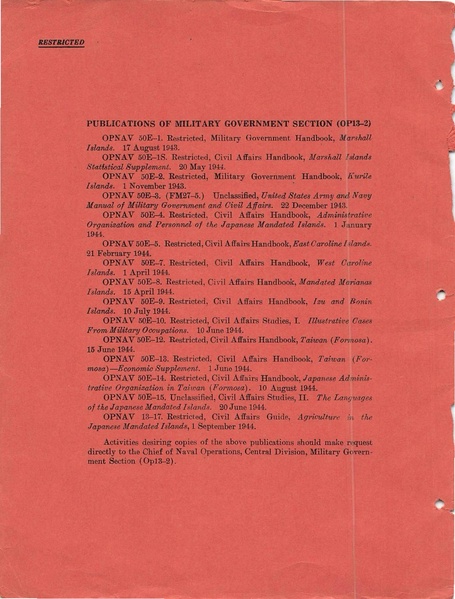 RESTRICTED
PUBLICATIONS OF MILITARY GOVERNMENT SECTION (OP13-2)
OPNAV 50E-1. Restricted, Military Government Handbook, Marshall
Islands. 17 August 1943.
OPNAV 50E-1S. Restricted, Civil Affairs Handbook, Marshall Islands
Statistical Supplement. 20 May 1944.
OPNAV 50E-2. Restricted, Military Government Handbook, Kurile
Islands. 1 November 1943.
OPNAV 50E-3. (FM27-5.) Unclassified, United States Army and Navy
Manual of Military Government and Civil Affairs. 22 December 1943.
OPNAV 50E-4. Restricted, Civil Affairs Handbook, Administrative
Organization and Personnel of the Japanese Mandated Islands. 1 January
1944.
OPNAV 50E-5. Restricted, Civil Affairs Handbook, East Caroline Islands.
21 February 1944.
OPNAV 50E-7. Restricted, Civil Affairs Handbook, West Caroline
Islands. 1 April 1944.
OPNAV 50E-8. Restricted, Civil Affairs Handbook, Mandated Marianas
Islands. 15 April 1944.
OPNAV 50E-9. Restricted, Civil Affairs Handbook, Izu and Bonin
Islands. 10 July 1944.
OPNAV 50E-10. Restricted, Civil Affairs Studies, I. Illustrative Cases
From Military Occupations. 10 June 1944.
OPNAV 50E-12. Restricted, Civil Affairs Handbook, Taiwan (Formosa).
15 June 1944.
OPNAV 50E-13. Restricted. Civil Affairs Handbook, Taiwan (For-
mosa)—Economic Supplement. 1 June 1944.
OPNAV 50E-14. Restricted, Civil Affairs Handbook, Japanese Adminis-
trative Organization in Taiwan (Formosa). 10 August 1944.
OPNAV 50E-15. Unclassified, Civil Affairs Studies, II. The Languages
of the Japanese Mandated Islands. 20 June 1944.
OPNAV 13-17. Restricted, Civil Affairs Guide, Agriculture in the
Japanese Mandated Islands, 1 September 1944.
Activities desiring copies of the above publications should make request
directly to the Chief of Naval Operations, Central Division, Military Govern-
ment Section (Op13-2).